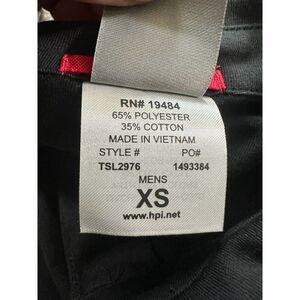 RN# 19484
65% POLYESTER
35% COTTON
MADE IN VIETNAM
STYLE # PO#
TSL2976 1493384
MENS
XS
www.hpi.net